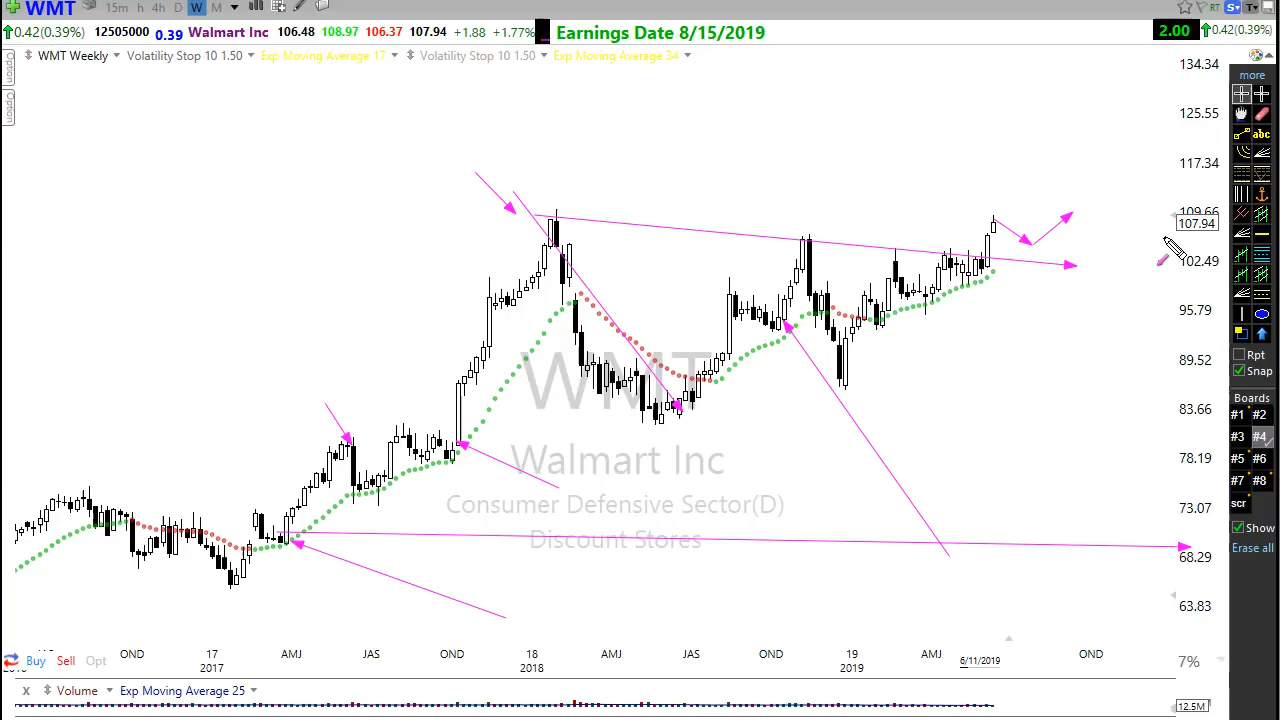 WMT 15m h 4h D W M RT S T
0.42(0.39%) 12505000 0.39 Walmart Inc 106.48 108.97 106.37 107.94 +1.88 +1.77% Earnings Date 8/15/2019 2.00 0.42(0.39%)
WMT Weekly Volatility Stop 10 1.50 Exp Moving Average 17 Volatility Stop 10 1.50 Exp Moving Average 34
Option
Option
134.34
125.55
117.34
109.66
107.94
102.49
95.79
89.52
83.66
78.19
73.07
68.29
63.83
WMT
Walmart Inc
Consumer Defensive Sector(D)
Discount Stores
more
abc
Rpt
Snap
Boards
#1 #2
#3 #4
#5 #6
#7 #8
scr
Show
Erase all
OND 17 AMJ JAS OND 18 AMJ JAS OND 19 AMJ OND
2017 2018 2019 6/11/2019
Buy Sell Opt
7%
x Volume Exp Moving Average 25
12.5M